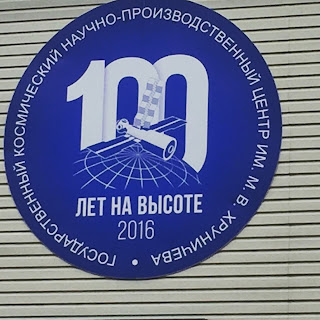 ГОСУДАРСТВЕННЫЙ КОСМИЧЕСКИЙ НАУЧНО-ПРОИЗВОДСТВЕННЫЙ ЦЕНТР ИМ. М. В. ХРУНИЧЕВА •
100
ЛЕТ НА ВЫСОТЕ
2016